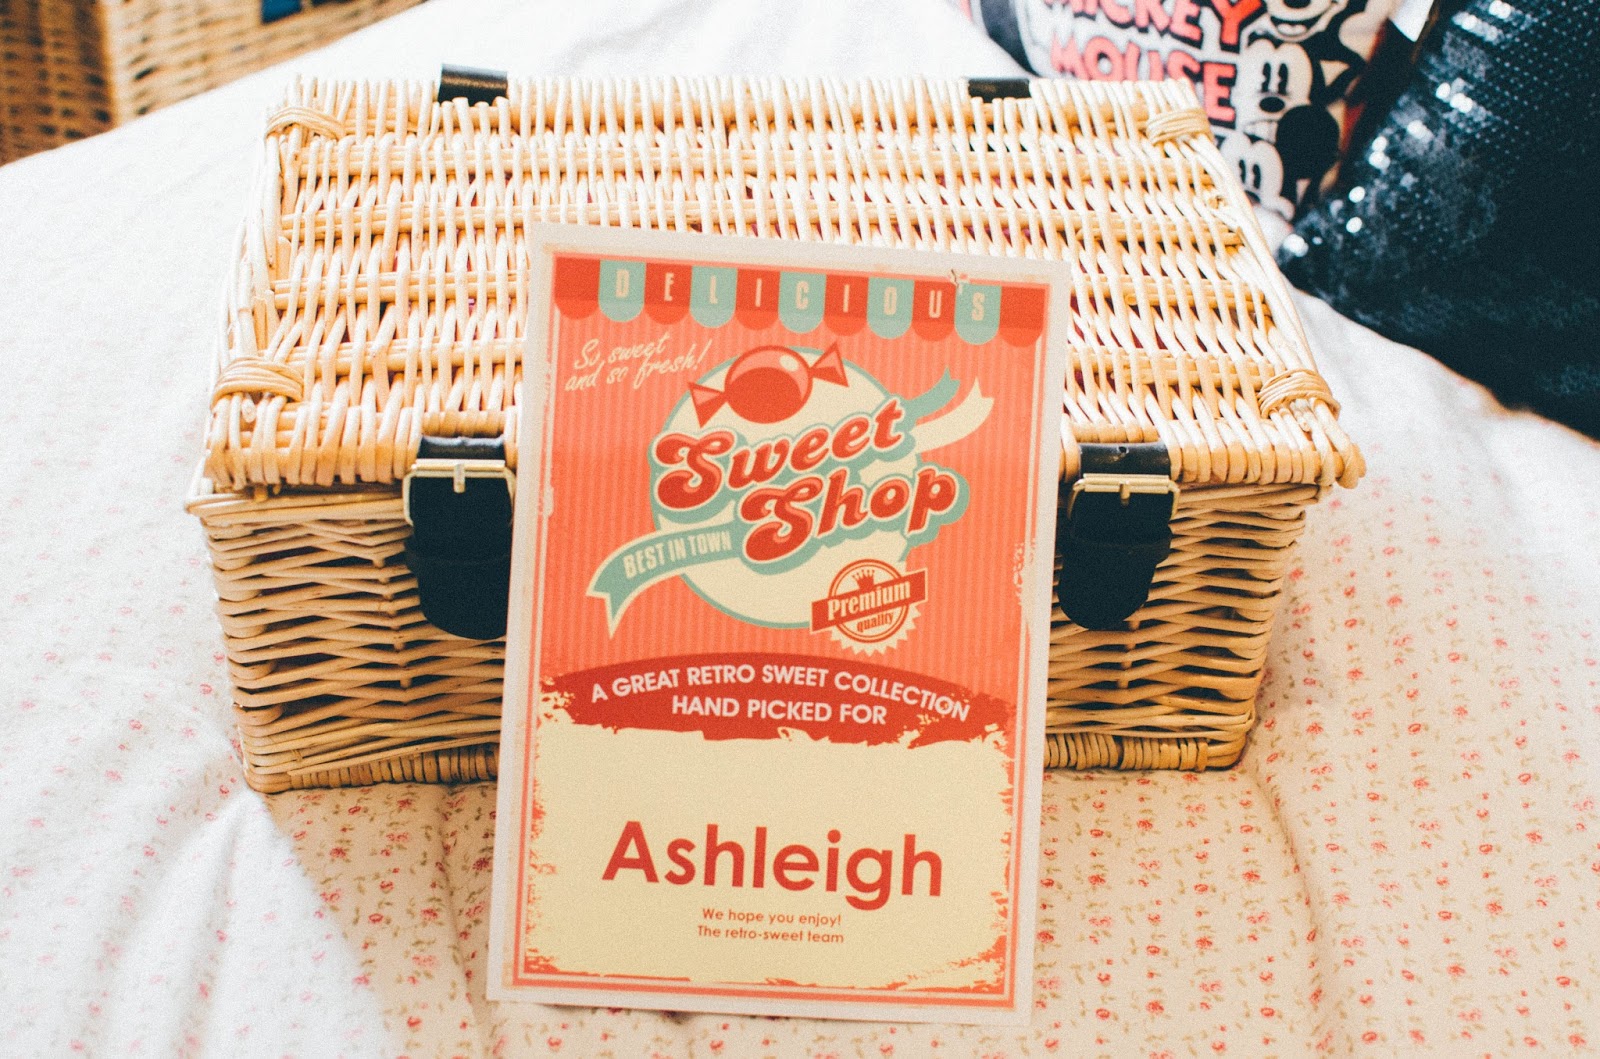 MICKEY
MOUSE
DELICIOUS
So sweet
and so fresh!
Sweet
Shop
BEST IN TOWN
Premium
quality
A GREAT RETRO SWEET COLLECTION
HAND PICKED FOR
Ashleigh
We hope you enjoy!
The retro-sweet team